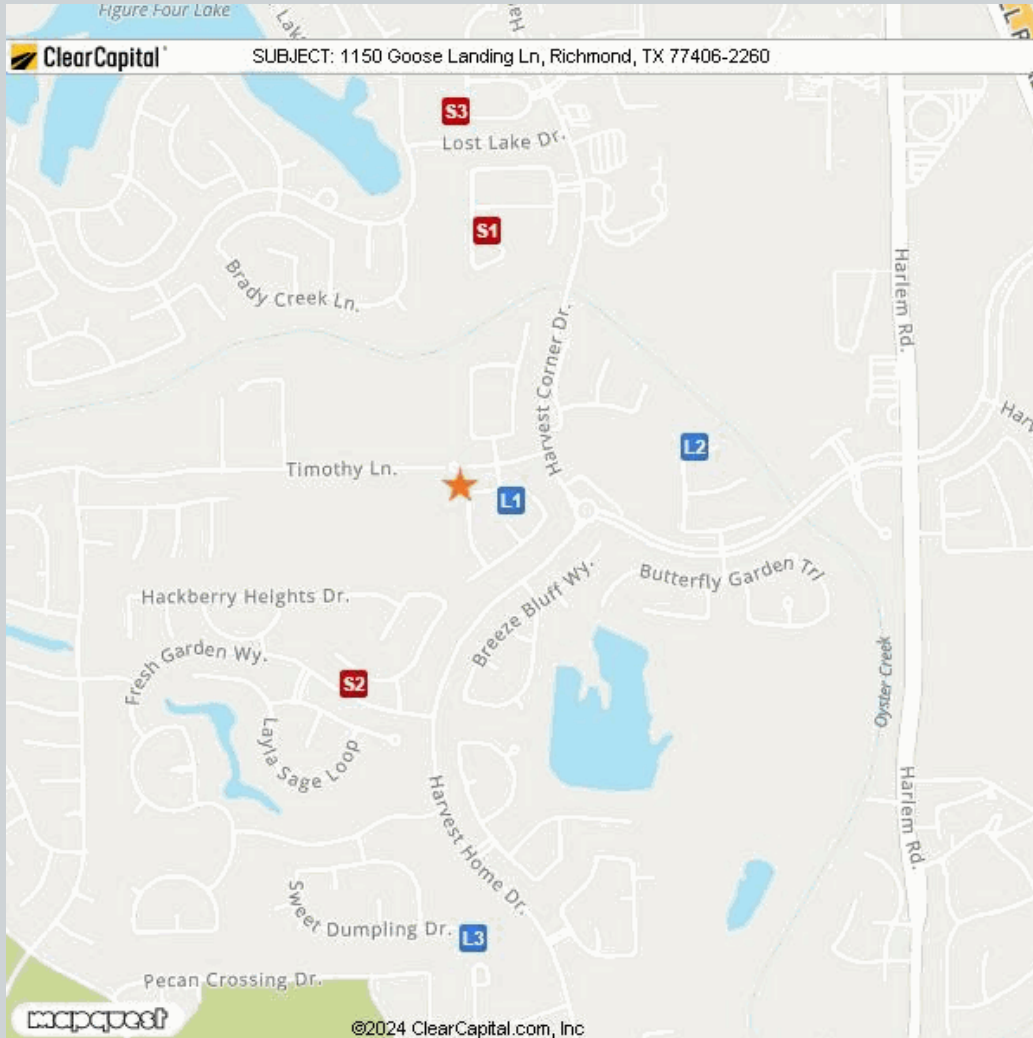 Figure Four Lake
Lake
Ha
ClearCapital
SUBJECT: 1150 Goose Landing Ln, Richmond, TX 77406-2260
S3
Lost Lake Dr.
S1
Brady Creek Ln.
Harlem Rd.
Harvest Corner Dr.
Harv
L2
Timothy Ln.
L1
Butterfly Garden Trl
Breeze Bluff Wy.
Hackberry Heights Dr.
Fresh Garden Wy.
S2
Oyster Creek
Layla Sage Loop
Harvest Home Dr.
Harlem Rd.
Sweet Dumpling Dr.
L3
Pecan Crossing Dr.
mapquest
©2024 ClearCapital.com, Inc